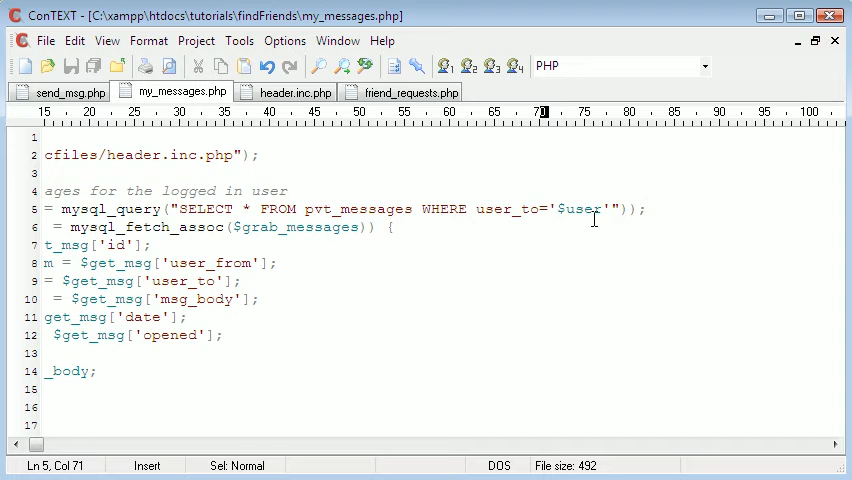 ConTEXT - [C:\xampp\htdocs\tutorials\findFriends\my_messages.php]
File Edit View Format Project Tools Options Window Help
1 2 3 4 PHP
send_msg.php my_messages.php header.inc.php friend_requests.php
15 20 25 30 35 40 45 50 55 60 65 70 75 80 85 90 95 100
1
2 cfiles/header.inc.php");
3
4 ages for the logged in user
5 = mysql_query("SELECT * FROM pvt_messages WHERE user_to='$user'"));
6 = mysql_fetch_assoc($grab_messages)) {
7 t_msg['id'];
8 m = $get_msg['user_from'];
9 = $get_msg['user_to'];
10 = $get_msg['msg_body'];
11 get_msg['date'];
12 $get_msg['opened'];
13
14 _body;
15
16
17
Ln 5, Col 71 Insert Sel: Normal DOS File size: 492